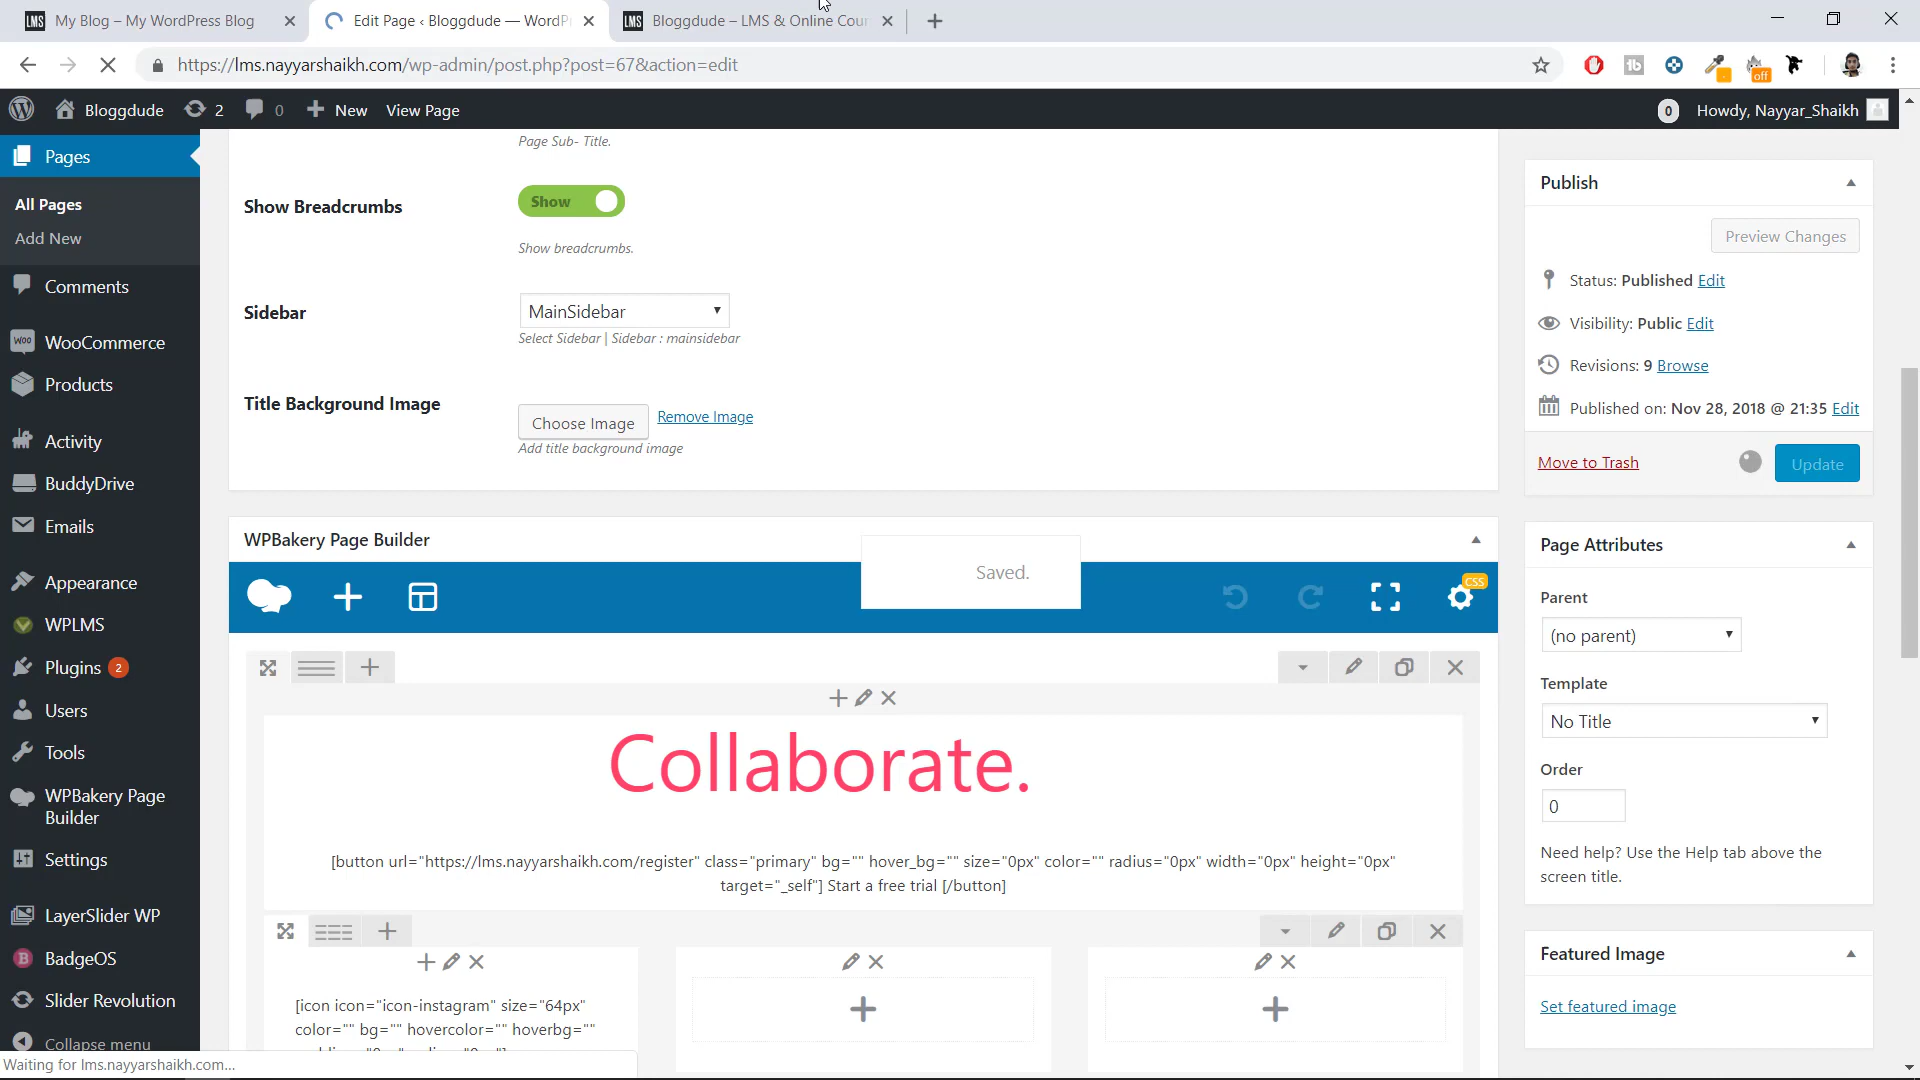 My Blog – My WordPress Blog
Edit Page ‹ Bloggdude — WordP
Bloggdude – LMS & Online Cour
https://lms.nayyarshaikh.com/wp-admin/post.php?post=67&action=edit
off
Bloggdude 2 0 New View Page
0 Howdy, Nayyar_Shaikh
Pages
All Pages
Add New
Comments
WooCommerce
Products
Activity
BuddyDrive
Emails
Appearance
WPLMS
Plugins 2
Users
Tools
WPBakery Page
Builder
Settings
LayerSlider WP
BadgeOS
Slider Revolution
Collapse menu
Waiting for lms.nayyarshaikh.com...
Page Sub- Title.
Show Breadcrumbs
Show
Show breadcrumbs.
Sidebar
MainSidebar
Select Sidebar | Sidebar : mainsidebar
Title Background Image
Choose Image
Remove Image
Add title background image
WPBakery Page Builder
Saved.
CSS
Collaborate.
[button url="https://lms.nayyarshaikh.com/register" class="primary" bg="" hover_bg="" size="0px" color="" radius="0px" width="0px" height="0px"
target="_self"] Start a free trial [/button]
[icon icon="icon-instagram" size="64px"
color="" bg="" hovercolor="" hoverbg=""
Publish
Preview Changes
Status: Published Edit
Visibility: Public Edit
Revisions: 9 Browse
Published on: Nov 28, 2018 @ 21:35 Edit
Move to Trash
Update
Page Attributes
Parent
(no parent)
Template
No Title
Order
0
Need help? Use the Help tab above the
screen title.
Featured Image
Set featured image